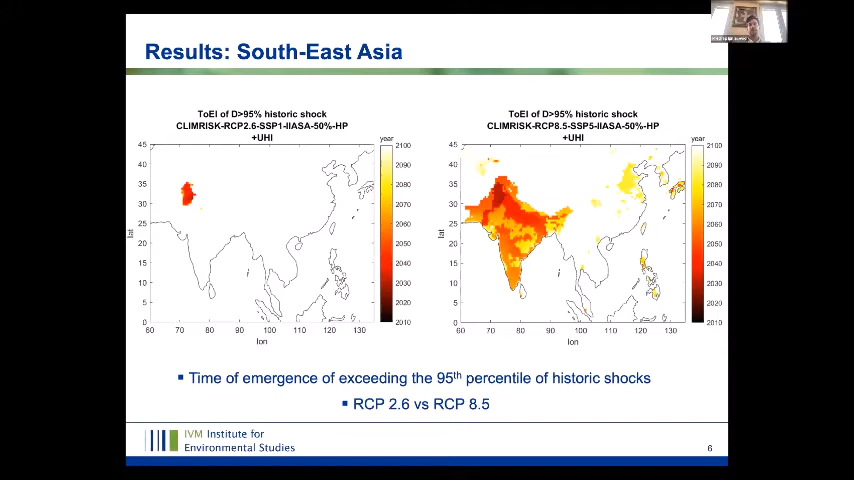 Results: South-East Asia
ToEI of D>95% historic shock
CLIMRISK-RCP2.6-SSP1-IIASA-50%-HP
+UHI
45
40
35
30
25
20
15
10
5
0
lat
60 70 80 90 100 110 120 130
lon
year
2100
2090
2080
2070
2060
2050
2040
2030
2020
2010
ToEI of D>95% historic shock
CLIMRISK-RCP8.5-SSP5-IIASA-50%-HP
+UHI
45
40
35
30
25
20
15
10
5
0
lat
60 70 80 90 100 110 120 130
lon
year
2100
2090
2080
2070
2060
2050
2040
2030
2020
2010
▪ Time of emergence of exceeding the 95th percentile of historic shocks
▪ RCP 2.6 vs RCP 8.5
IVM Institute for
Environmental Studies
6